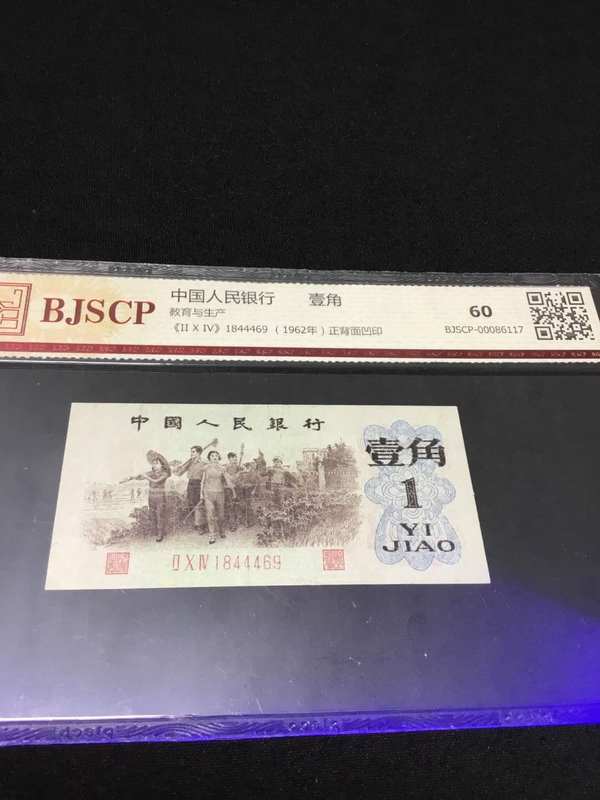 BJSCP
中国人民银行 壹角
教育与生产
《II X IV》1844469 （1962年）正背面凹印
60
BJSCP-00086117
中國人民銀行
壹角
1
YI
JIAO
II X IV 1844469